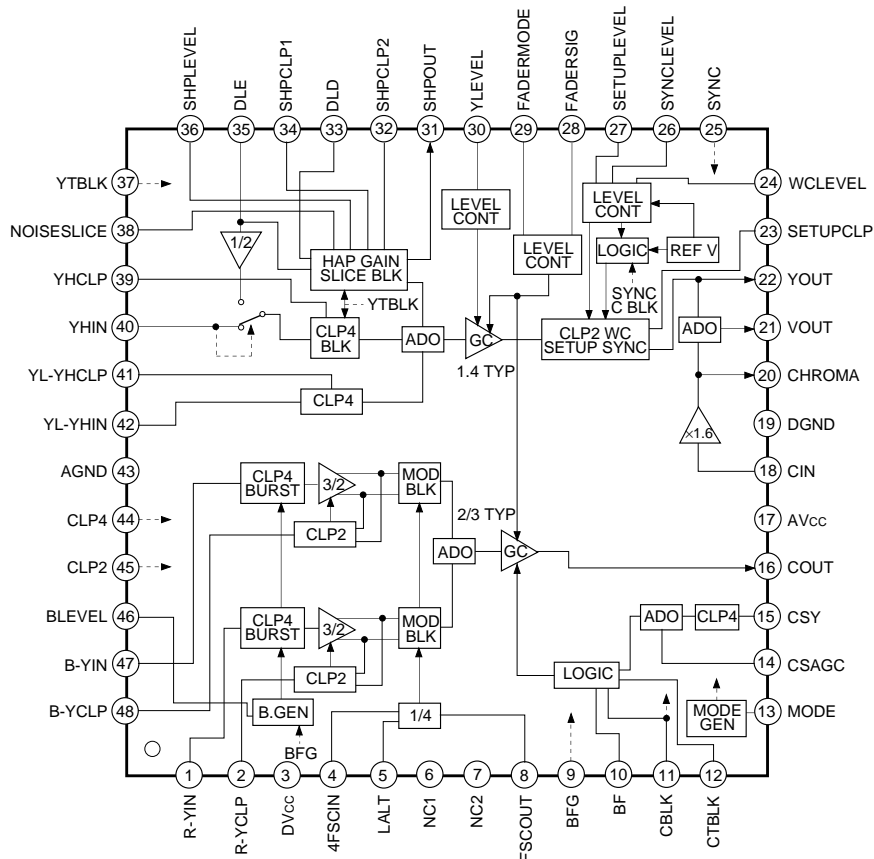 SHPLEVEL
DLE
SHPCLP1
DLD
SHPCLP2
SHPOUT
YLEVEL
FADERMODE
FADERSIG
SETUPLEVEL
SYNCLEVEL
SYNC
36
35
34
33
32
31
30
29
28
27
26
25
YTBLK
37
NOISESLICE
38
YHCLP
39
YHIN
40
YL-YHCLP
41
YL-YHIN
42
AGND
43
CLP4
44
CLP2
45
BLEVEL
46
B-YIN
47
B-YCLP
48
24
WCLEVEL
23
SETUPCLP
22
YOUT
21
VOUT
20
CHROMA
19
DGND
18
CIN
17
AVCC
16
COUT
15
CSY
14
CSAGC
13
MODE
1/2
HAP GAIN
SLICE BLK
YTBLK
CLP4
BLK
ADO
CLP4
LEVEL
CONT
LEVEL
CONT
GC
1.4 TYP
LEVEL
CONT
LOGIC
REF V
SYNC
C BLK
CLP2 WC
SETUP SYNC
ADO
×1.6
CLP4
BURST
3/2
MOD
BLK
CLP2
ADO
2/3 TYP
GC
CLP4
BURST
3/2
MOD
BLK
CLP2
B.GEN
BFG
1/4
LOGIC
ADO
CLP4
MODE
GEN
1
2
3
4
5
6
7
8
9
10
11
12
R-YIN
R-YCLP
DVCC
4FSCIN
LALT
NC1
NC2
FSCOUT
BFG
BF
CBLK
CTBLK